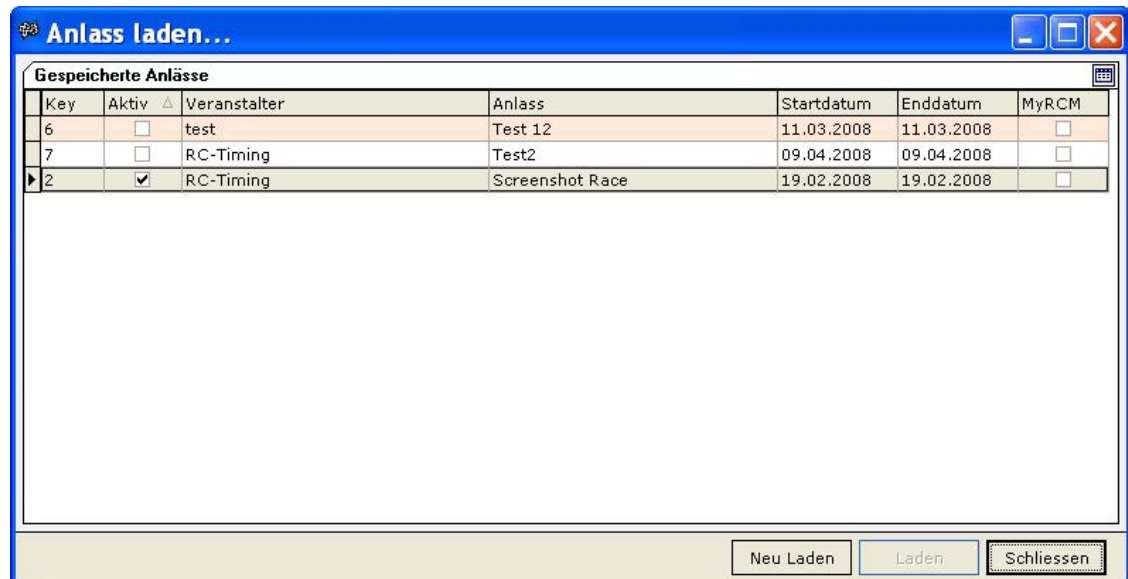 Anlass laden...
Gespeicherte Anlässe
Key Aktiv Veranstalter Anlass Startdatum Enddatum MyRCM
6 test Test 12 11.03.2008 11.03.2008
7 RC-Timing Test2 09.04.2008 09.04.2008
2 RC-Timing Screenshot Race 19.02.2008 19.02.2008
Neu Laden Laden Schliessen